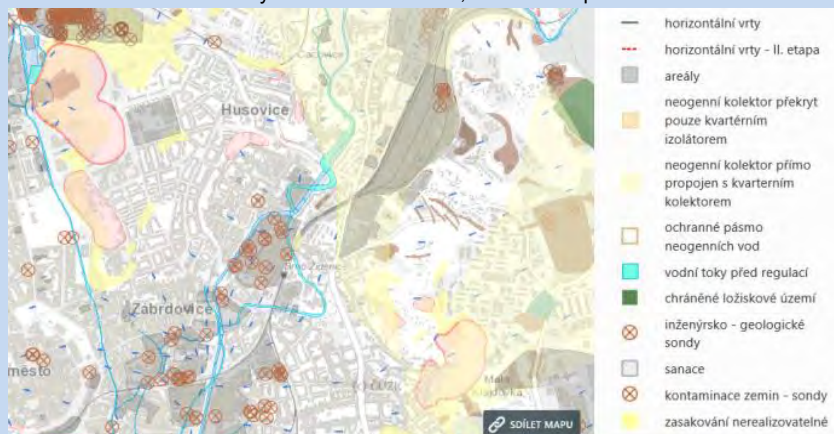 Husovice
Zábrdovice
město
Malá
SDÍLET MAPU
horizontální vrty
horizontální vrty - II. etapa
areály
neogenní kolektor překryt
pouze kvartérním
izolátorem
neogenní kolektor přímo
propojen s kvarterním
kolektorem
ochranné pásmo
neogenních vod
vodní toky před regulací
chráněné ložiskové území
inženýrsko - geologické
sondy
sanace
kontaminace zemin - sondy
zasakování nerealizovatelné